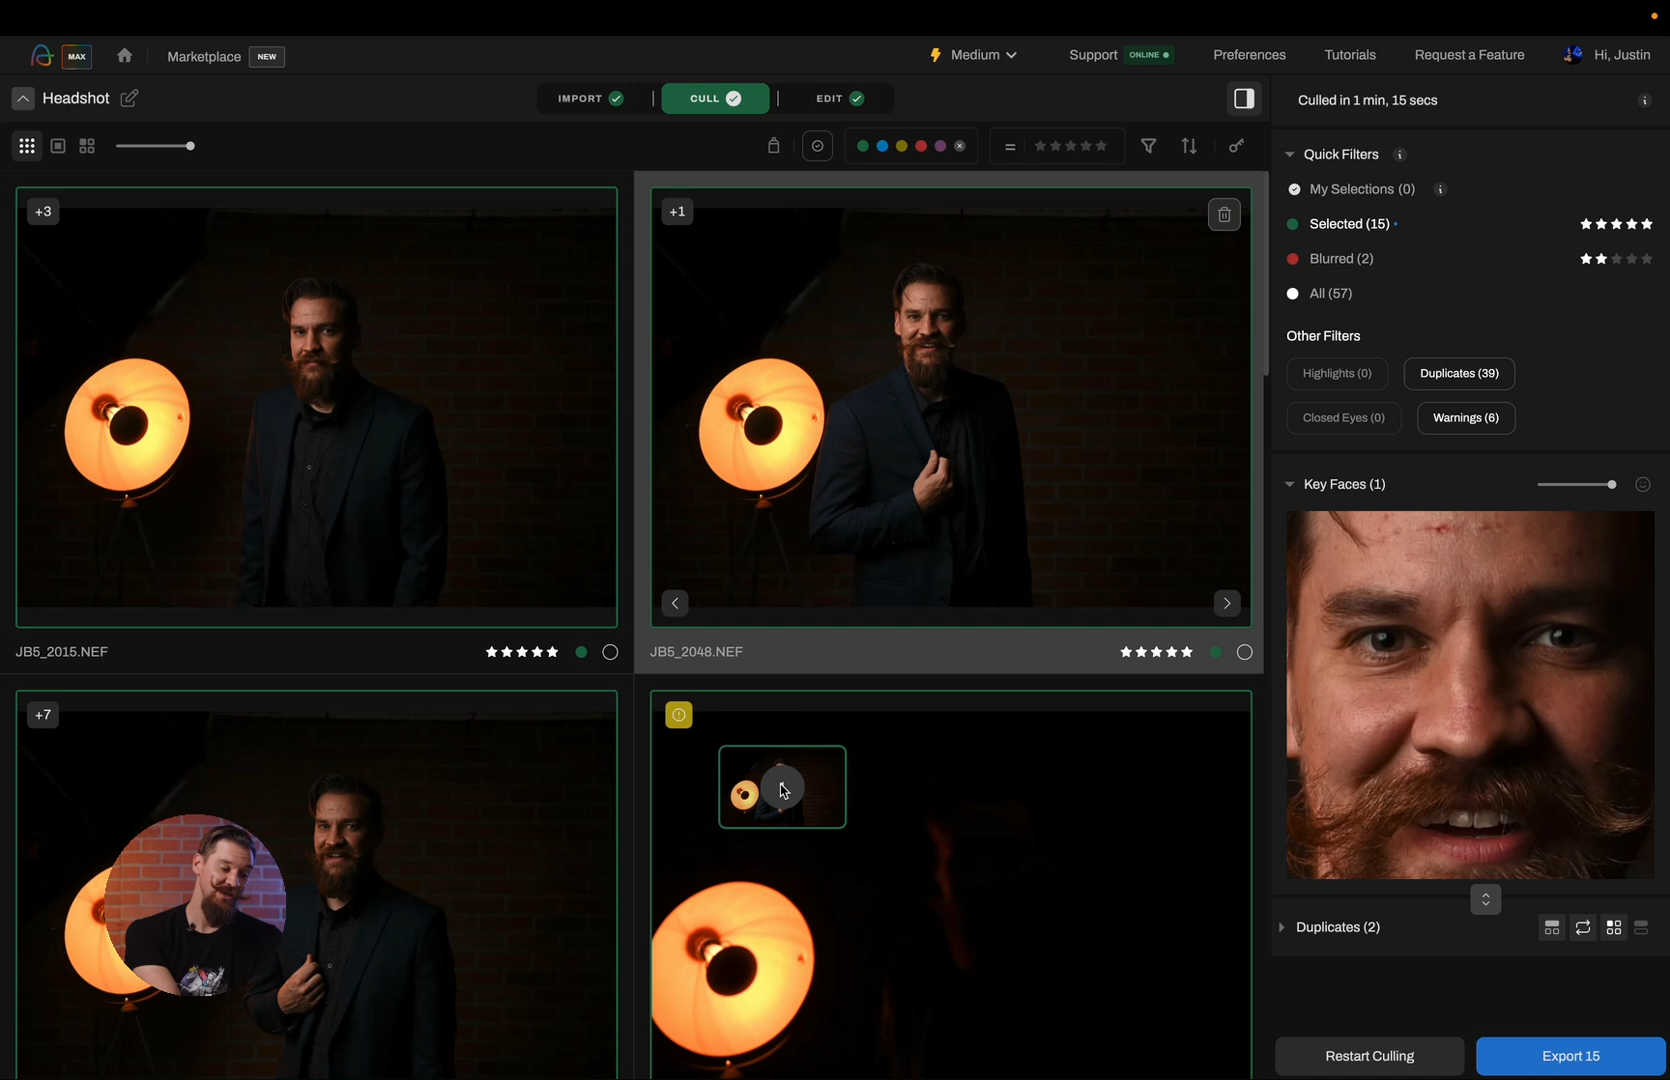 MAX
Marketplace NEW
Medium
Support ONLINE
Preferences
Tutorials
Request a Feature
Hi, Justin
Headshot
IMPORT
CULL
EDIT
Culled in 1 min, 15 secs
Quick Filters
My Selections (0)
Selected (15)
Blurred (2)
All (57)
Other Filters
Highlights (0)
Duplicates (39)
Closed Eyes (0)
Warnings (6)
+3
+1
JB5_2015.NEF
JB5_2048.NEF
Key Faces (1)
+7
Duplicates (2)
Restart Culling
Export 15